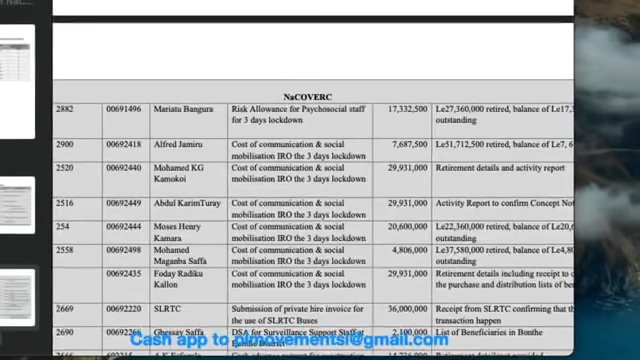 NaCOVERC
2882 00691496 Mariatu Bangura Risk Allowance for Psychosocial staff 17,332,500 Le27,360,000 retired, balance of Le17,
for 3 days lockdown outstanding
2900 00692418 Alfred Jamiru Cost of communication & social 7,687,500 Le51,712,500 retired, balance of Le7, 6
mobilisation IRO the 3 days lockdown
2520 00692440 Mohamed KG Cost of communication & social 29,931,000 Retirement details and activity report
Kamokoi mobilisation IRO the 3 days lockdown
2516 00692449 Abdul KarimTuray Cost of communication & social 29,931,000 Activity Report to confirm Concept No
mobilisation IRO the 3 days lockdown
254 00692444 Moses Henry Cost of communication & social 20,600,000 Le22,360,000 retired, balance of Le20,6
Kamara mobilisation IRO the 3 days lockdown outstanding
2558 00692498 Mohamed Cost of communication & social 4,806,000 Le37,580,000 retired, balance of Le4,80
Maganba Saffa mobilisation IRO the 3 days lockdown outstanding
00692435 Foday Radiku Cost of communication & social 29,931,000 Retirement details including receipt to c
Kallon mobilisation IRO the 3 days lockdown the purchase and distribution lists of be
2669 00692220 SLRTC Submission of private hire invoice for 36,000,000 Receipt from SLRTC confirming that th
the use of SLRTC Buses transaction happen
2690 00692266 Gbessay Saffa DSA for Surveillance Support Staff at 2,100,000 List of Beneficiaries in Bonthe
Bonthe District
Cash app to plmovementsl@gmail.com